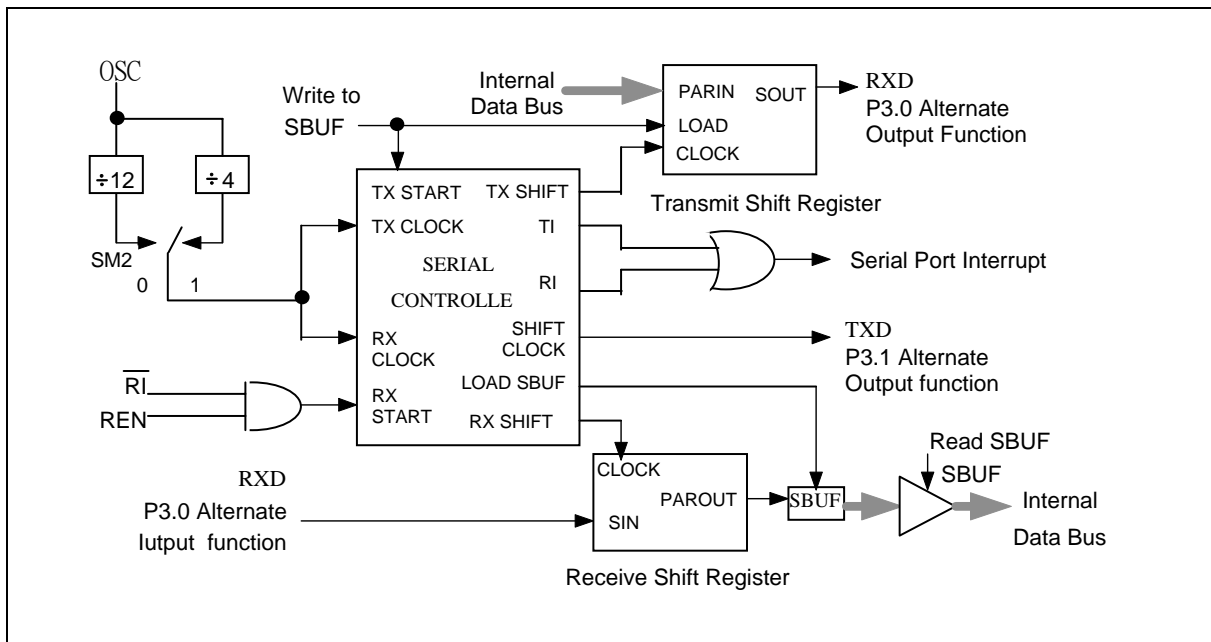 OSC
÷12
÷4
SM2
0
1
Write to
SBUF
Internal
Data Bus
PARIN
SOUT
LOAD
CLOCK
RXD
P3.0 Alternate
Output Function
Transmit Shift Register
TX START
TX SHIFT
TX CLOCK
TI
SERIAL
CONTROLLE
RI
RX
CLOCK
SHIFT
CLOCK
LOAD SBUF
RX
START
RX SHIFT
Serial Port Interrupt
TXD
P3.1 Alternate
Output function
R̅I̅
REN
RXD
P3.0 Alternate
Iutput function
CLOCK
PAROUT
SIN
Receive Shift Register
SBUF
Read SBUF
SBUF
Internal
Data Bus